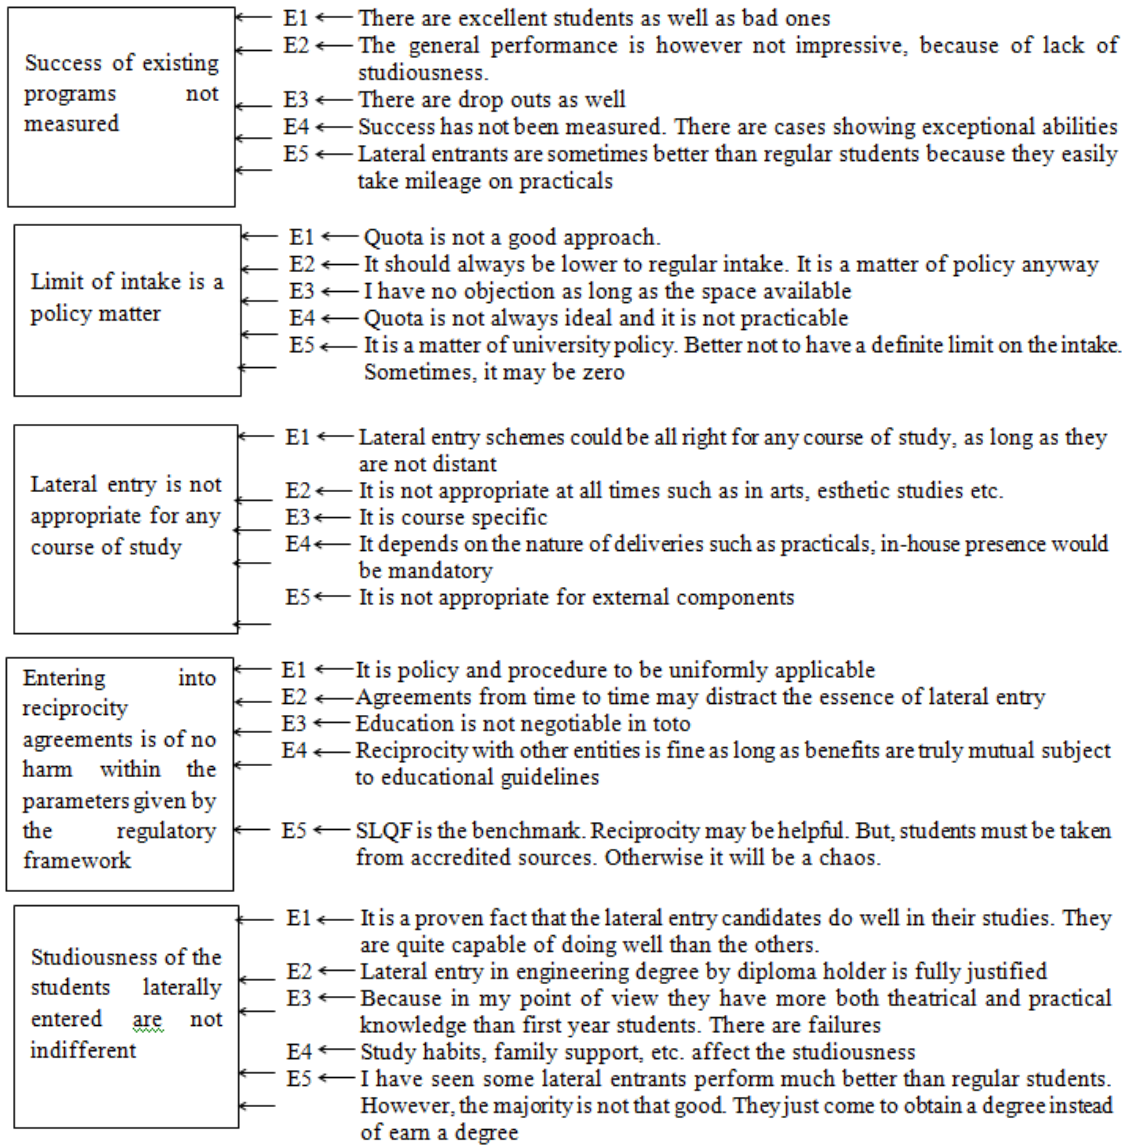 Success of existing
programs not
measured
E1 There are excellent students as well as bad ones
E2 The general performance is however not impressive, because of lack of
studiousness.
E3 There are drop outs as well
E4 Success has not been measured. There are cases showing exceptional abilities
E5 Lateral entrants are sometimes better than regular students because they easily
take mileage on practicals
Limit of intake is a
policy matter
E1 Quota is not a good approach.
E2 It should always be lower to regular intake. It is a matter of policy anyway
E3 I have no objection as long as the space available
E4 Quota is not always ideal and it is not practicable
E5 It is a matter of university policy. Better not to have a definite limit on the intake.
Sometimes, it may be zero
Lateral entry is not
appropriate for any
course of study
E1 Lateral entry schemes could be all right for any course of study, as long as they
are not distant
E2 It is not appropriate at all times such as in arts, esthetic studies etc.
E3 It is course specific
E4 It depends on the nature of deliveries such as practicals, in-house presence would
be mandatory
E5 It is not appropriate for external components
Entering into
reciprocity
agreements is of no
harm within the
parameters given by
the regulatory
framework
E1 It is policy and procedure to be uniformly applicable
E2 Agreements from time to time may distract the essence of lateral entry
E3 Education is not negotiable in toto
E4 Reciprocity with other entities is fine as long as benefits are truly mutual subject
to educational guidelines
E5 SLQF is the benchmark. Reciprocity may be helpful. But, students must be taken
from accredited sources. Otherwise it will be a chaos.
Studiousness of the
students laterally
entered are not
indifferent
E1 It is a proven fact that the lateral entry candidates do well in their studies. They
are quite capable of doing well than the others.
E2 Lateral entry in engineering degree by diploma holder is fully justified
E3 Because in my point of view they have more both theatrical and practical
knowledge than first year students. There are failures
E4 Study habits, family support, etc. affect the studiousness
E5 I have seen some lateral entrants perform much better than regular students.
However, the majority is not that good. They just come to obtain a degree instead
of earn a degree